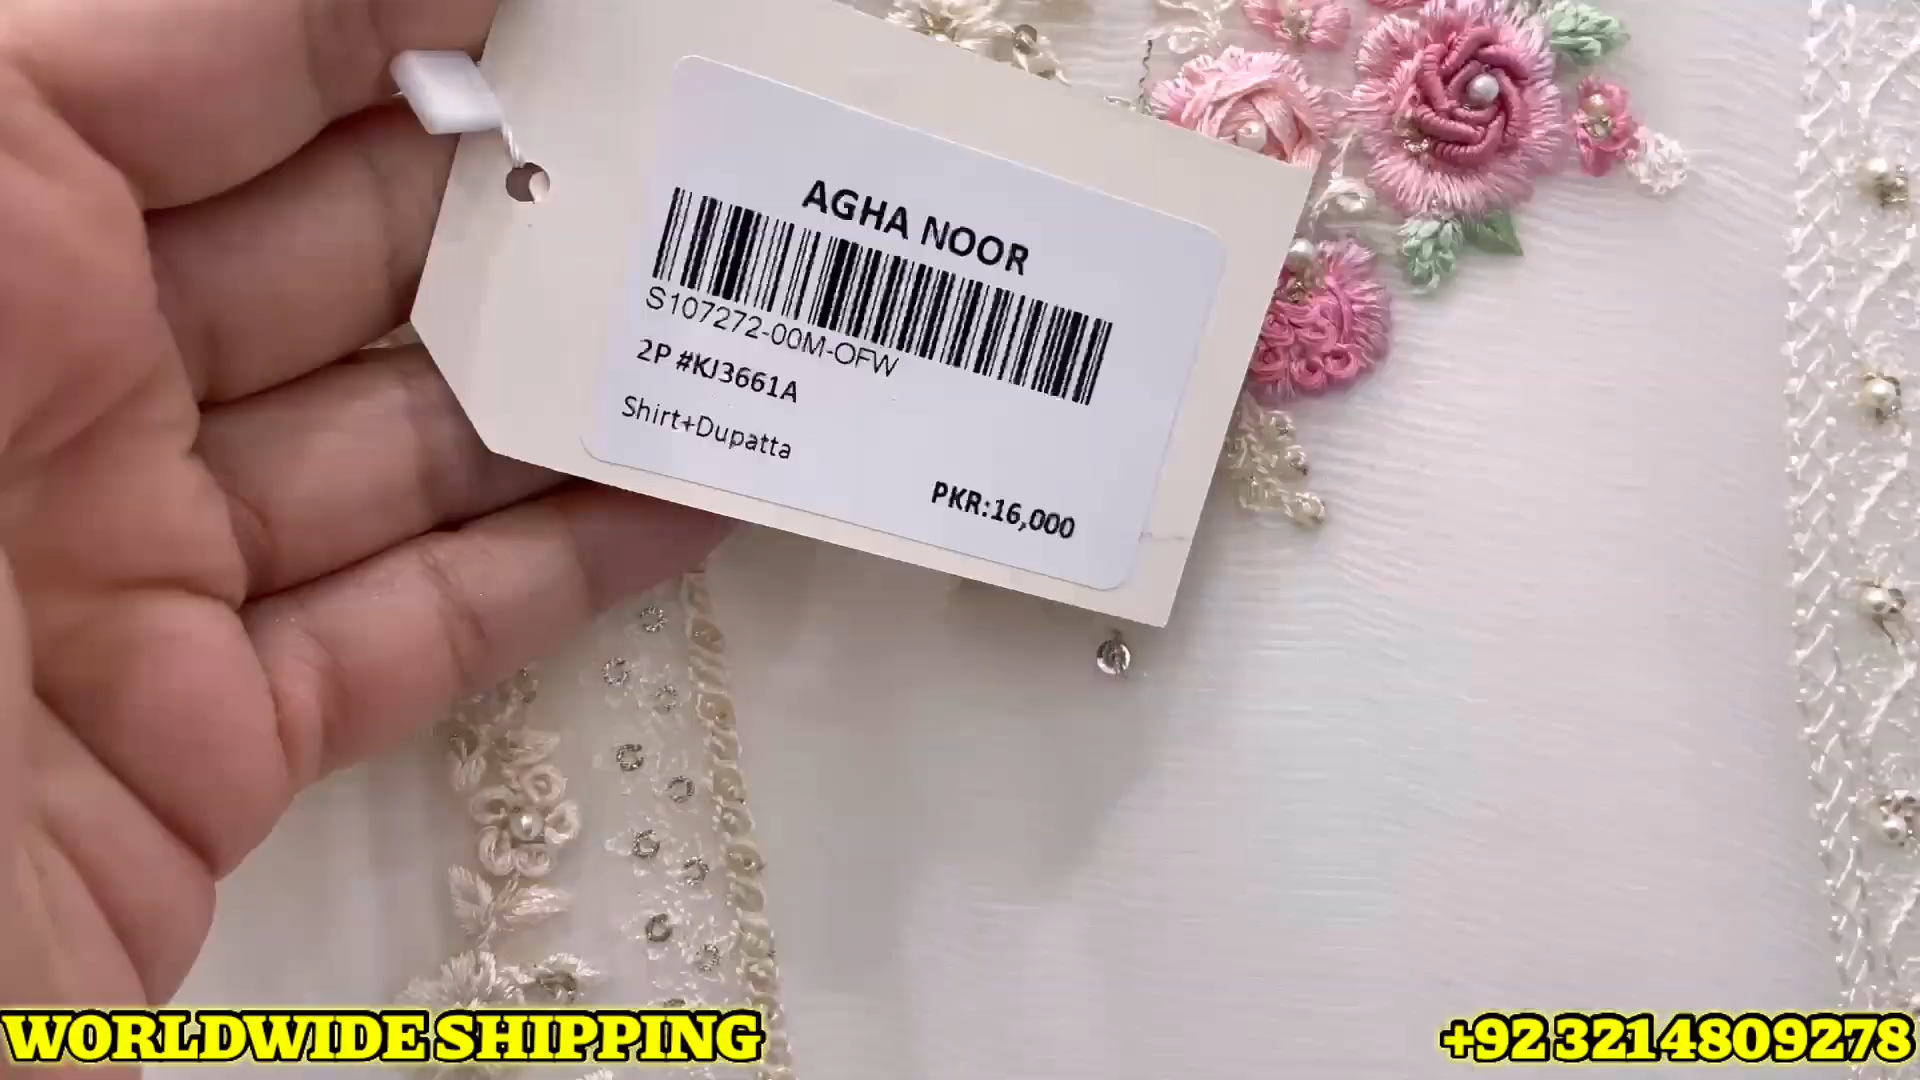 AGHA NOOR
S107272-00M-OFW
2P #KJ3661A
Shirt+Dupatta
PKR:16,000
WORLDWIDE SHIPPING
+92 3214809278